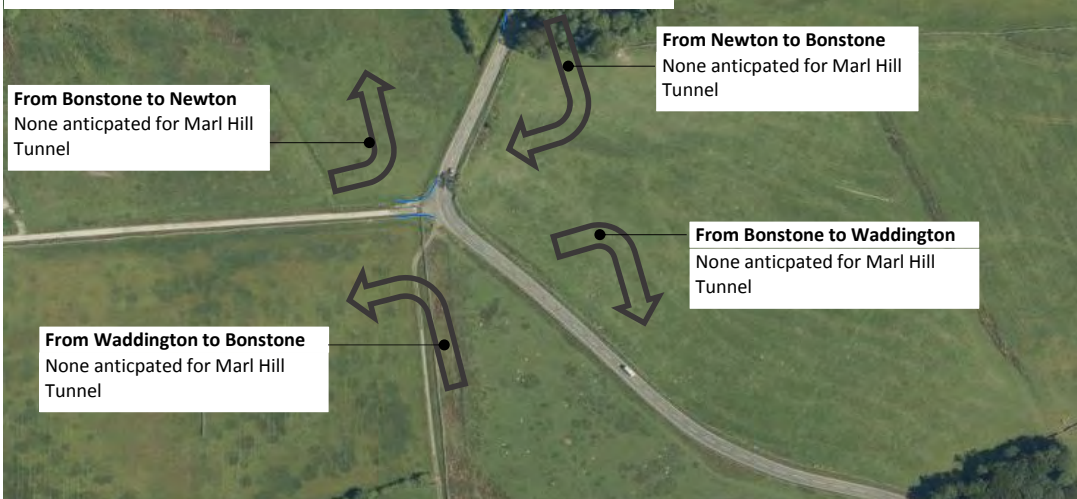 From Newton to Bonstone
None anticpated for Marl Hill
Tunnel
From Bonstone to Newton
None anticpated for Marl Hill
Tunnel
From Bonstone to Waddington
None anticpated for Marl Hill
Tunnel
From Waddington to Bonstone
None anticpated for Marl Hill
Tunnel